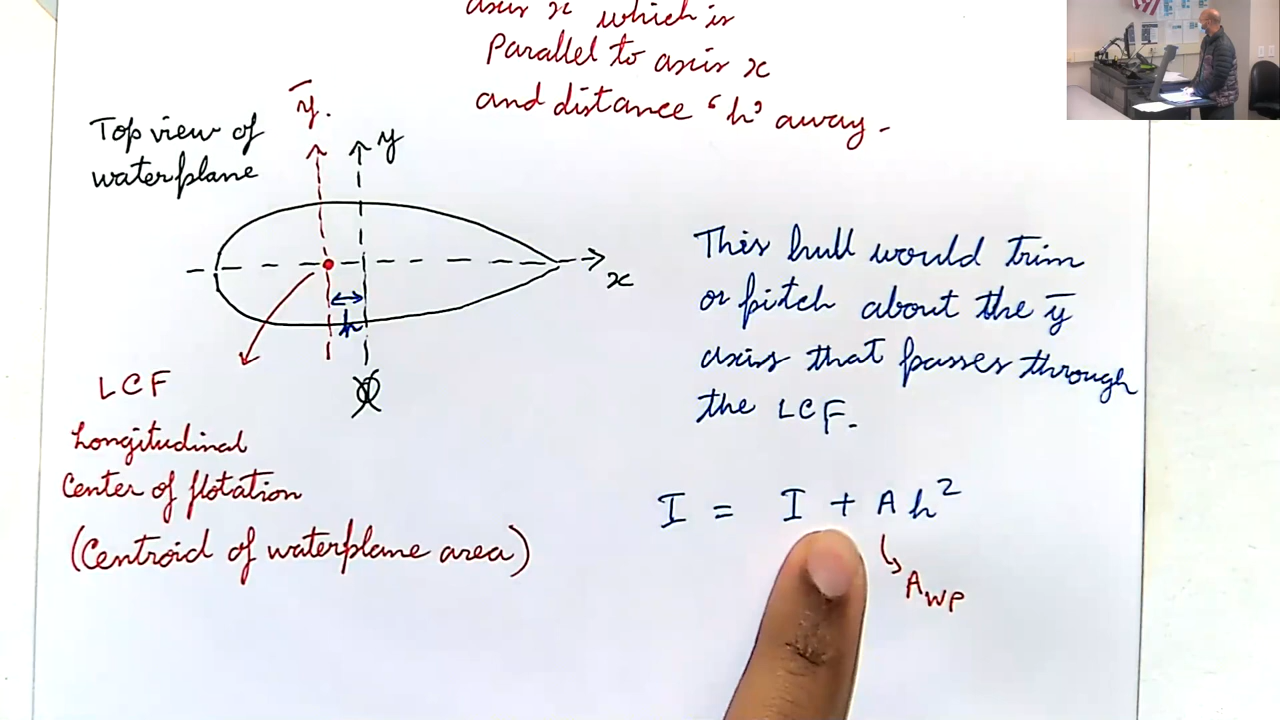 axis x which is
Parallel to axis x
and distance 'h' away.
ȳ.
Top view of
waterplane
y
x
h
LCF
Longitudinal
Center of flotation
(Centroid of waterplane area)
This hull would trim
or pitch about the ȳ
axis that passes through
the LCF.
I = I + Ah²
A_WP